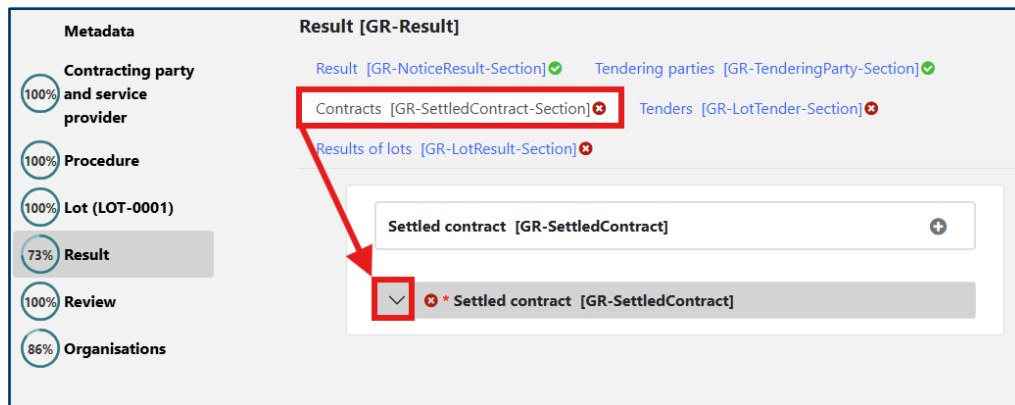 Metadata
100% Contracting party
and service
provider
100% Procedure
100% Lot (LOT-0001)
73% Result
100% Review
86% Organisations
Result [GR-Result]
Result [GR-NoticeResult-Section] Tendering parties [GR-TenderingParty-Section]
Contracts [GR-SettledContract-Section] Tenders [GR-LotTender-Section]
Results of lots [GR-LotResult-Section]
Settled contract [GR-SettledContract]
* Settled contract [GR-SettledContract]